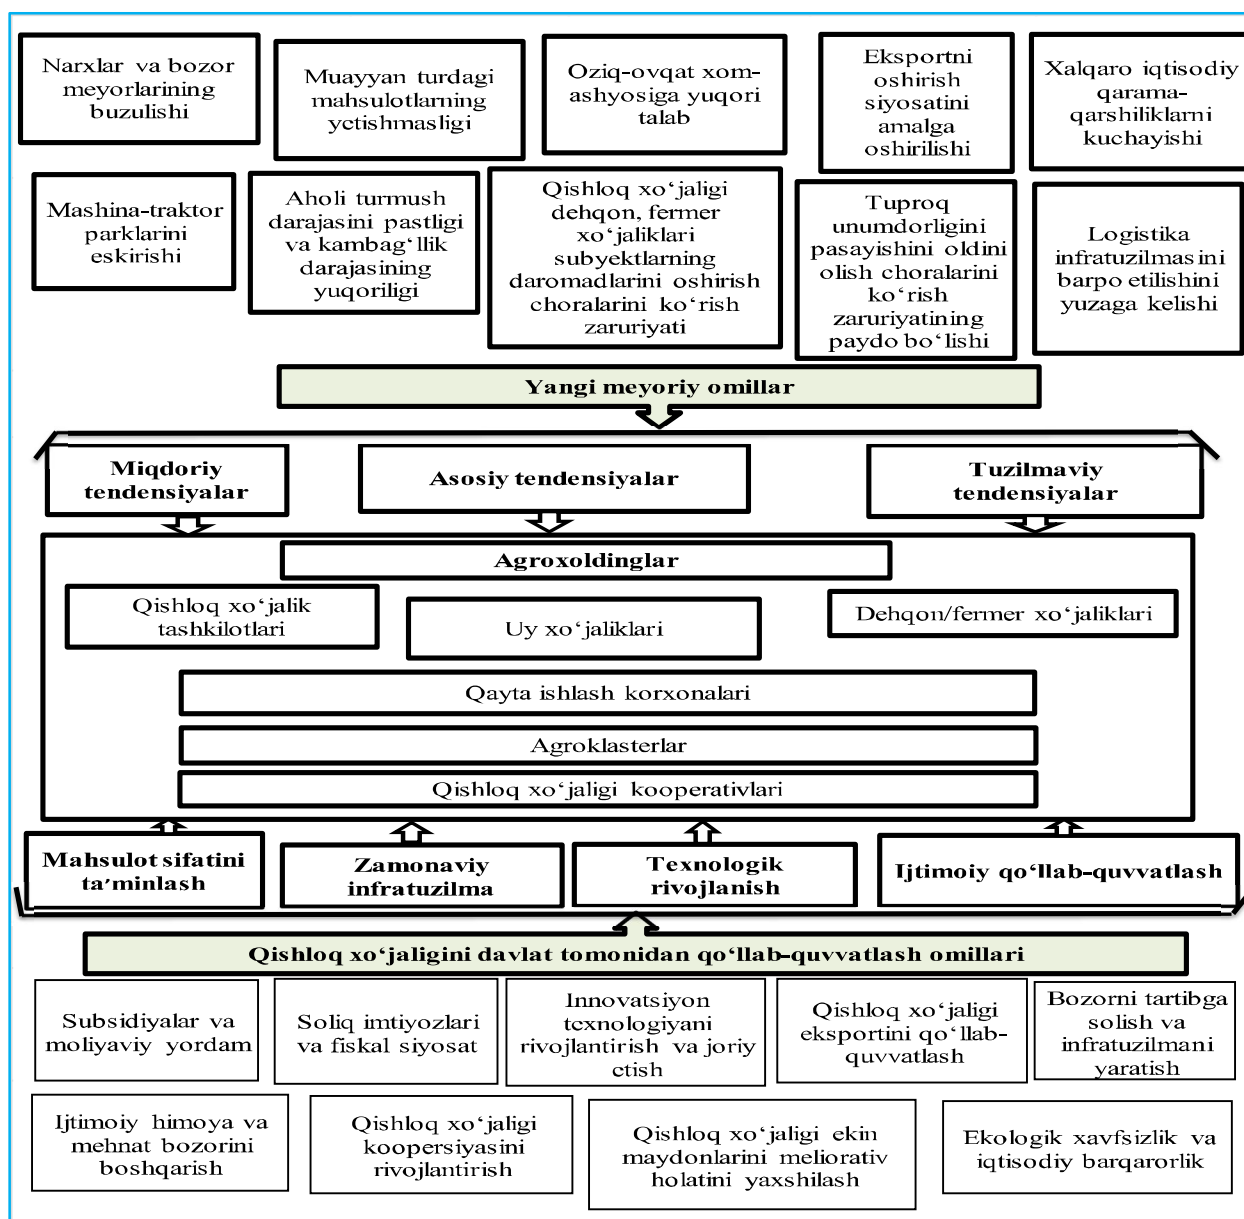 Narxlar va bozor
meyorlarining
buzulishi
Muayyan turdagi
mahsulotlarning
yctishmasligi
Oziq-ovqat xom-
ashyosiga yuqori
talab
Eksportni
oshirish
siyosatini
amalga
oshirilishi
Xalqaro iqtisodiy
qarama-
qarshiliklarni
kuchayishi
Mashina-traktor
parklarini
eskirishi
Aholi turmush
darajasini pastligi
va kambag‘llik
darajasining
yuqoriligi
Qishloq xo‘jaligi
dehqon, fermer
xo‘jaliklari
subyektlarning
daromadlarini oshirish
choralarini ko‘rish
zaruriyati
Tuproq
unumdorligini
pasayishini oldini
olish choralarini
ko‘rish
zaruriyatining
paydo bo‘lishi
Logistika
infratuzilmasini
barpo etilishini
yuzaga kelishi
Yangi meyoriy omillar
Miqdoriy
tendensiyalar
Asosiy tendensiyalar
Tuzilmaviy
tendensiyalar
Agroxoldinglar
Qishloq xo‘jalik
tashkilotlari
Uy xo‘jaliklari
Dehqon/fermer xo‘jaliklari
Qayta ishlash korxonalari
Agroklasterlar
Qishloq xo‘jaligi kooperativlari
Mahsulot sifatini
ta’minlash
Zamonaviy
infratuzilma
Texnologik
rivojlanish
Ijtimoiy qo‘llab-quvvatlash
Qishloq xo‘jaligini davlat tomonidan qo‘llab-quvvatlash omillari
Subsidiyalar va
moliyaviy yordam
Soliq imtiyozlari
va fiskal siyosat
Innovatsiyon
texnologiyani
rivojlantirish va joriy
ctish
Qishloq xo‘jaligi
eksportini qo‘llab-
quvvatlash
Bozorni tartibga
solish va
infratuzilmani
yaratish
Ijtimoiy himoya va
mehnat bozorini
boshqarish
Qishloq xo‘jaligi
koopersiyasini
rivojlantirish
Qishloq xo‘jaligi ekin
maydonlarini meliorativ
holatini yaxshilash
Ekologik xavfsizlik va
iqtisodiy barqarorlik